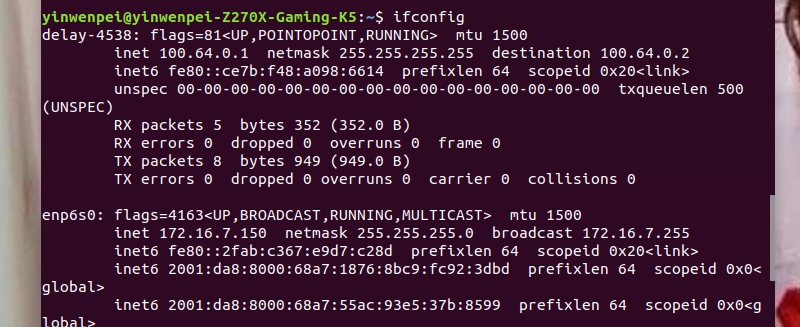 yinwenpei@yinwenpei-Z270X-Gaming-K5:~$ ifconfig
delay-4538: flags=81<UP,POINTOPOINT,RUNNING>  mtu 1500
        inet 100.64.0.1  netmask 255.255.255.255  destination 100.64.0.2
        inet6 fe80::ce7b:f48:a098:6614  prefixlen 64  scopeid 0x20<link>
        unspec 00-00-00-00-00-00-00-00-00-00-00-00-00-00-00-00  txqueuelen 500
(UNSPEC)
        RX packets 5  bytes 352 (352.0 B)
        RX errors 0  dropped 0  overruns 0  frame 0
        TX packets 8  bytes 949 (949.0 B)
        TX errors 0  dropped 0 overruns 0  carrier 0  collisions 0
enp6s0: flags=4163<UP,BROADCAST,RUNNING,MULTICAST>  mtu 1500
        inet 172.16.7.150  netmask 255.255.255.0  broadcast 172.16.7.255
        inet6 fe80::2fab:c367:e9d7:c28d  prefixlen 64  scopeid 0x20<link>
        inet6 2001:da8:8000:68a7:1876:8bc9:fc92:3dbd  prefixlen 64  scopeid 0x0<
global>
        inet6 2001:da8:8000:68a7:55ac:93e5:37b:8599  prefixlen 64  scopeid 0x0<g
lobal>